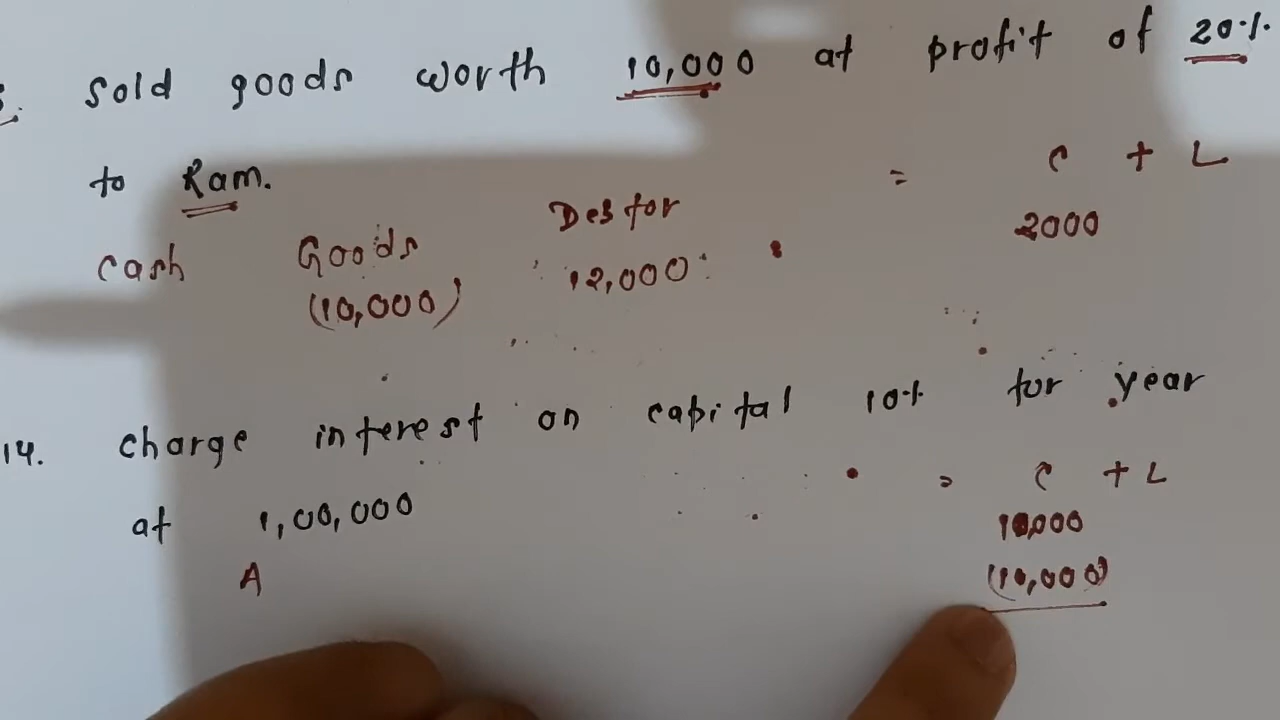 3. Sold goods worth 10,000 at profit of 20%.
to Ram.
= C + L
Cash Goods Debtor
(10,000) 12,000 2000
14. Charge interest on capital 10% for year
at 1,00,000 = C + L
10,000
A (10,000)